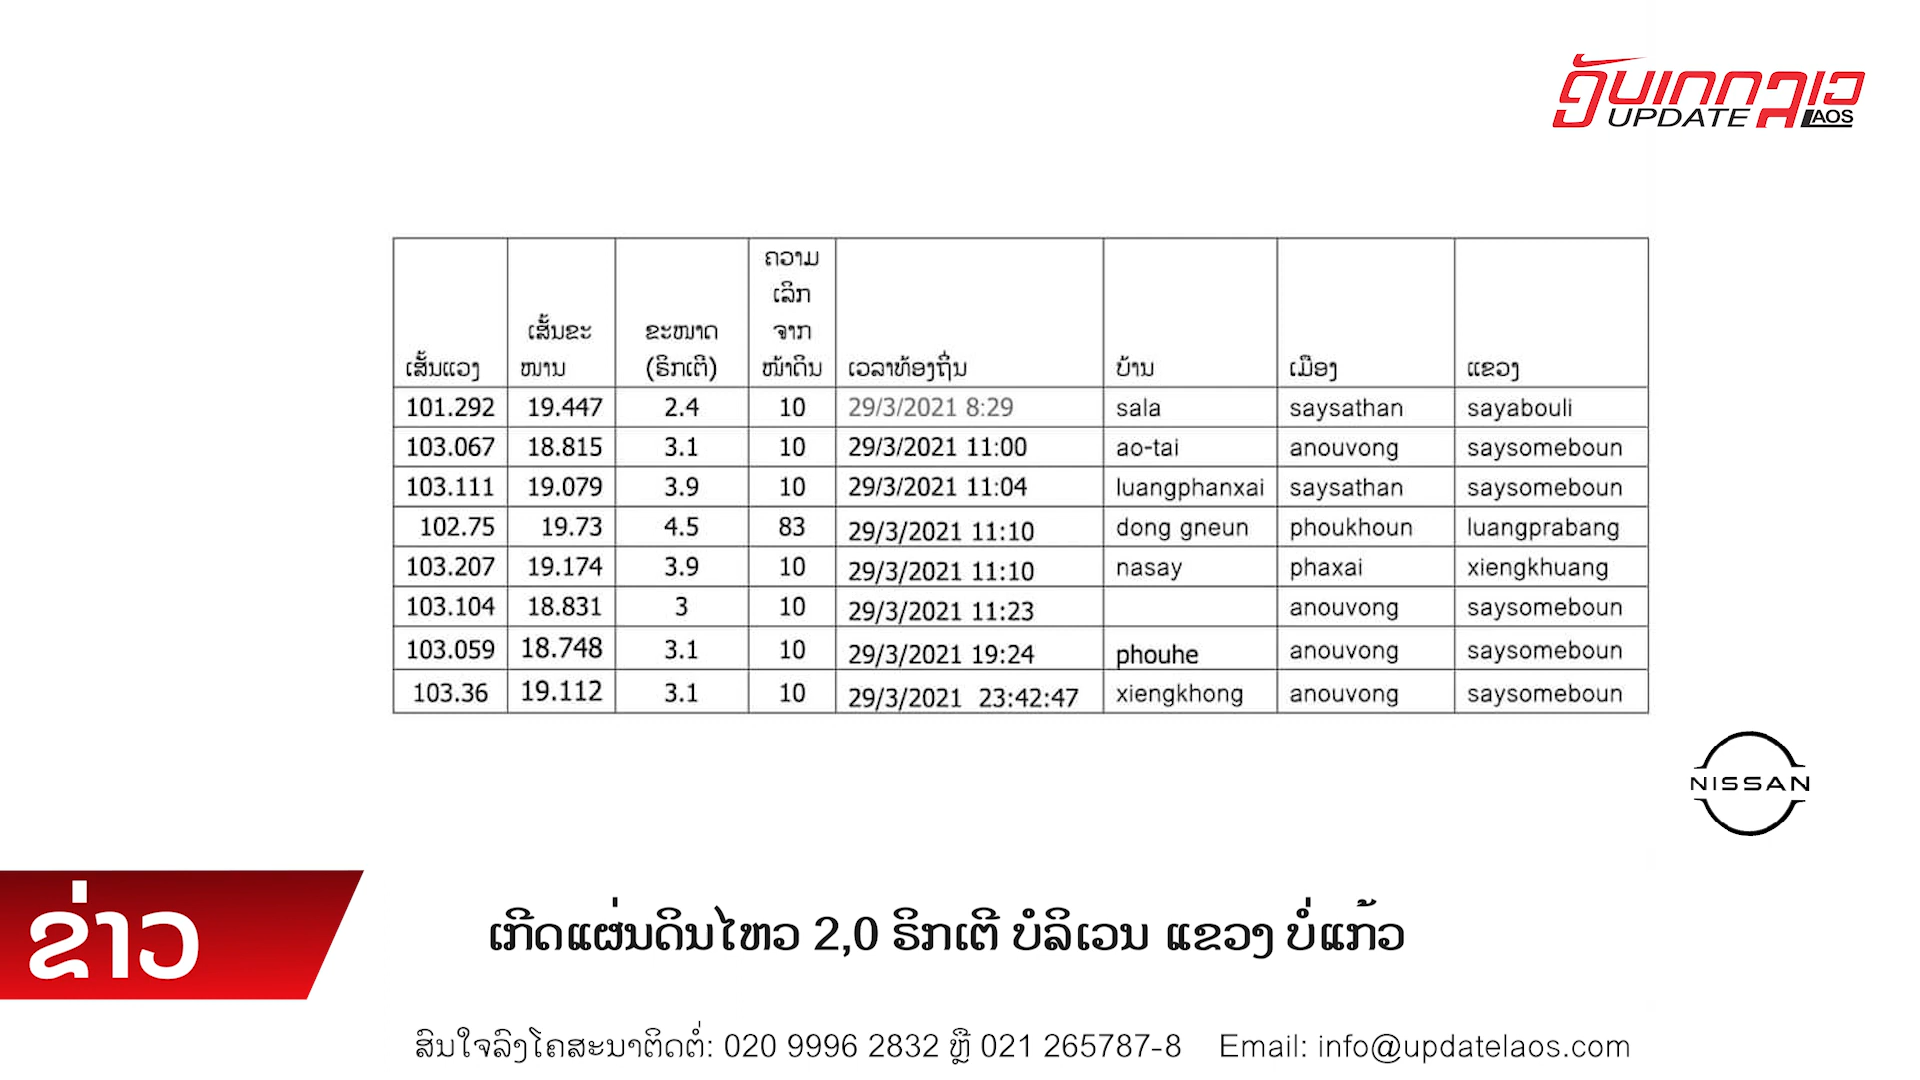 ອັບເດດລາວ
UPDATE LAOS
ເສັ້ນແວງ ເສັ້ນຂະໜານ ຂະໜາດ (ຣິກເຕີ) ຄວາມເລິກຈາກໜ້າດິນ ເວລາທ້ອງຖິ່ນ ບ້ານ ເມືອງ ແຂວງ
101.292 19.447 2.4 10 29/3/2021 8:29 sala saysathan sayabouli
103.067 18.815 3.1 10 29/3/2021 11:00 ao-tai anouvong saysomeboun
103.111 19.079 3.9 10 29/3/2021 11:04 luangphanxai saysathan saysomeboun
102.75 19.73 4.5 83 29/3/2021 11:10 dong gneun phoukhoun luangprabang
103.207 19.174 3.9 10 29/3/2021 11:10 nasay phaxai xiengkhuang
103.104 18.831 3 10 29/3/2021 11:23 anouvong saysomeboun
103.059 18.748 3.1 10 29/3/2021 19:24 phouhe anouvong saysomeboun
103.36 19.112 3.1 10 29/3/2021 23:42:47 xiengkhong anouvong saysomeboun
NISSAN
ຂ່າວ
ເກີດແຜ່ນດິນໄຫວ 2,0 ຣິກເຕີ ບໍລິເວນ ແຂວງ ບໍ່ແກ້ວ
ສົນໃຈລົງໂຄສະນາຕິດຕໍ່: 020 9996 2832 ຫຼື 021 265787-8 Email: info@updatelaos.com